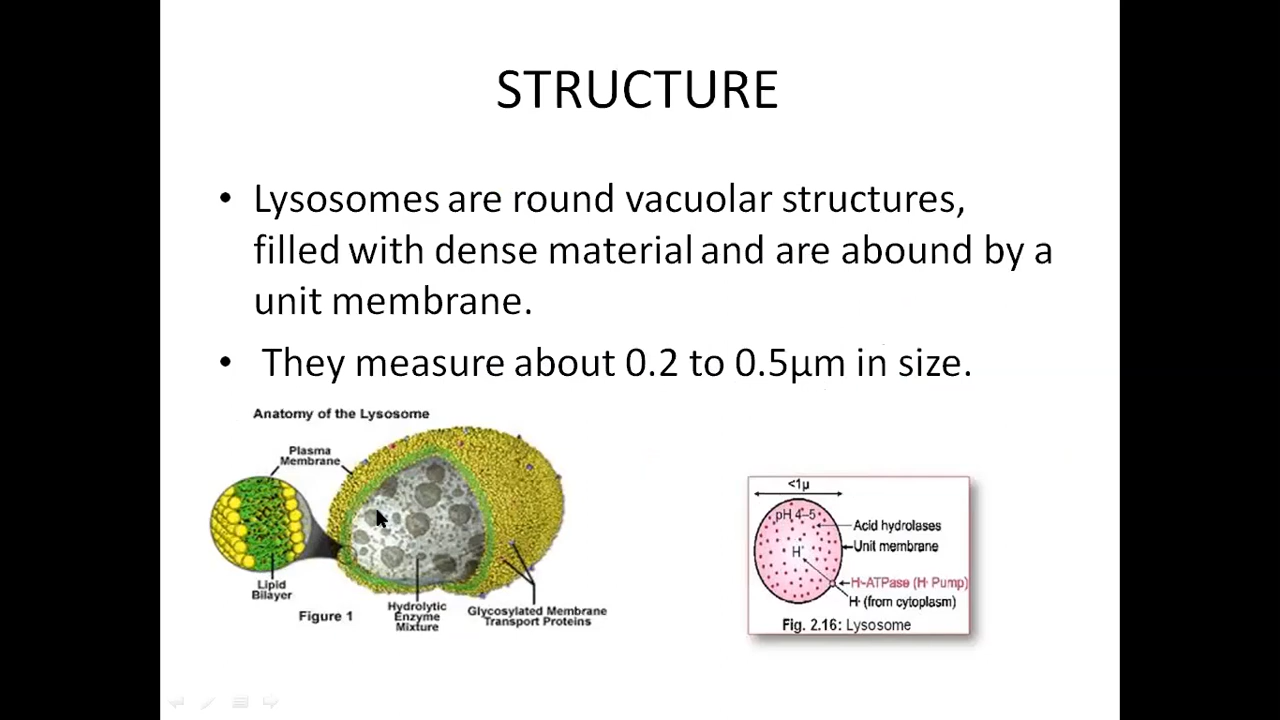 STRUCTURE
• Lysosomes are round vacuolar structures,
filled with dense material and are abound by a
unit membrane.
• They measure about 0.2 to 0.5µm in size.
Anatomy of the Lysosome
Plasma
Membrane
Lipid
Bilayer
Figure 1
Hydrolytic
Enzyme
Mixture
Glycosylated Membrane
Transport Proteins
<1µ
pH 4-5
Acid hydrolases
Unit membrane
H⁺
H⁺-ATPase (H⁺ Pump)
H⁺ (from cytoplasm)
Fig. 2.16: Lysosome